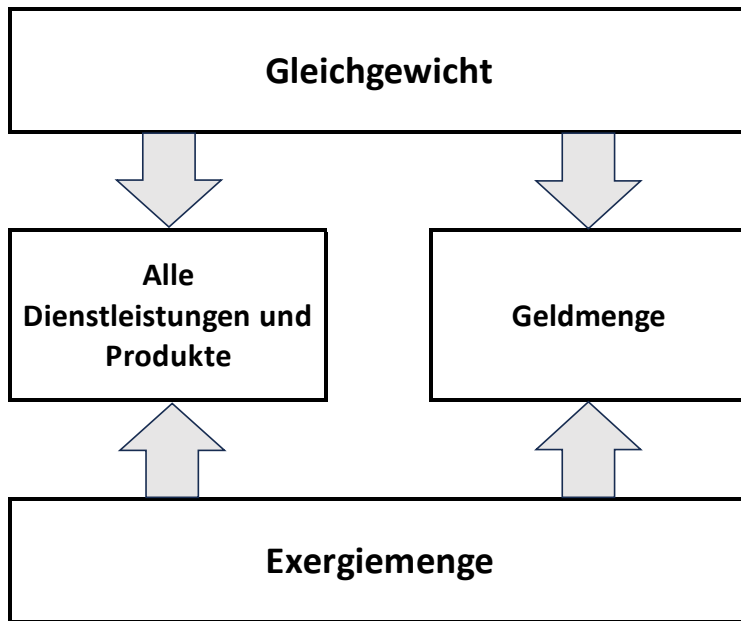 Gleichgewicht
Alle
Dienstleistungen und
Produkte
Geldmenge
Exergiemenge